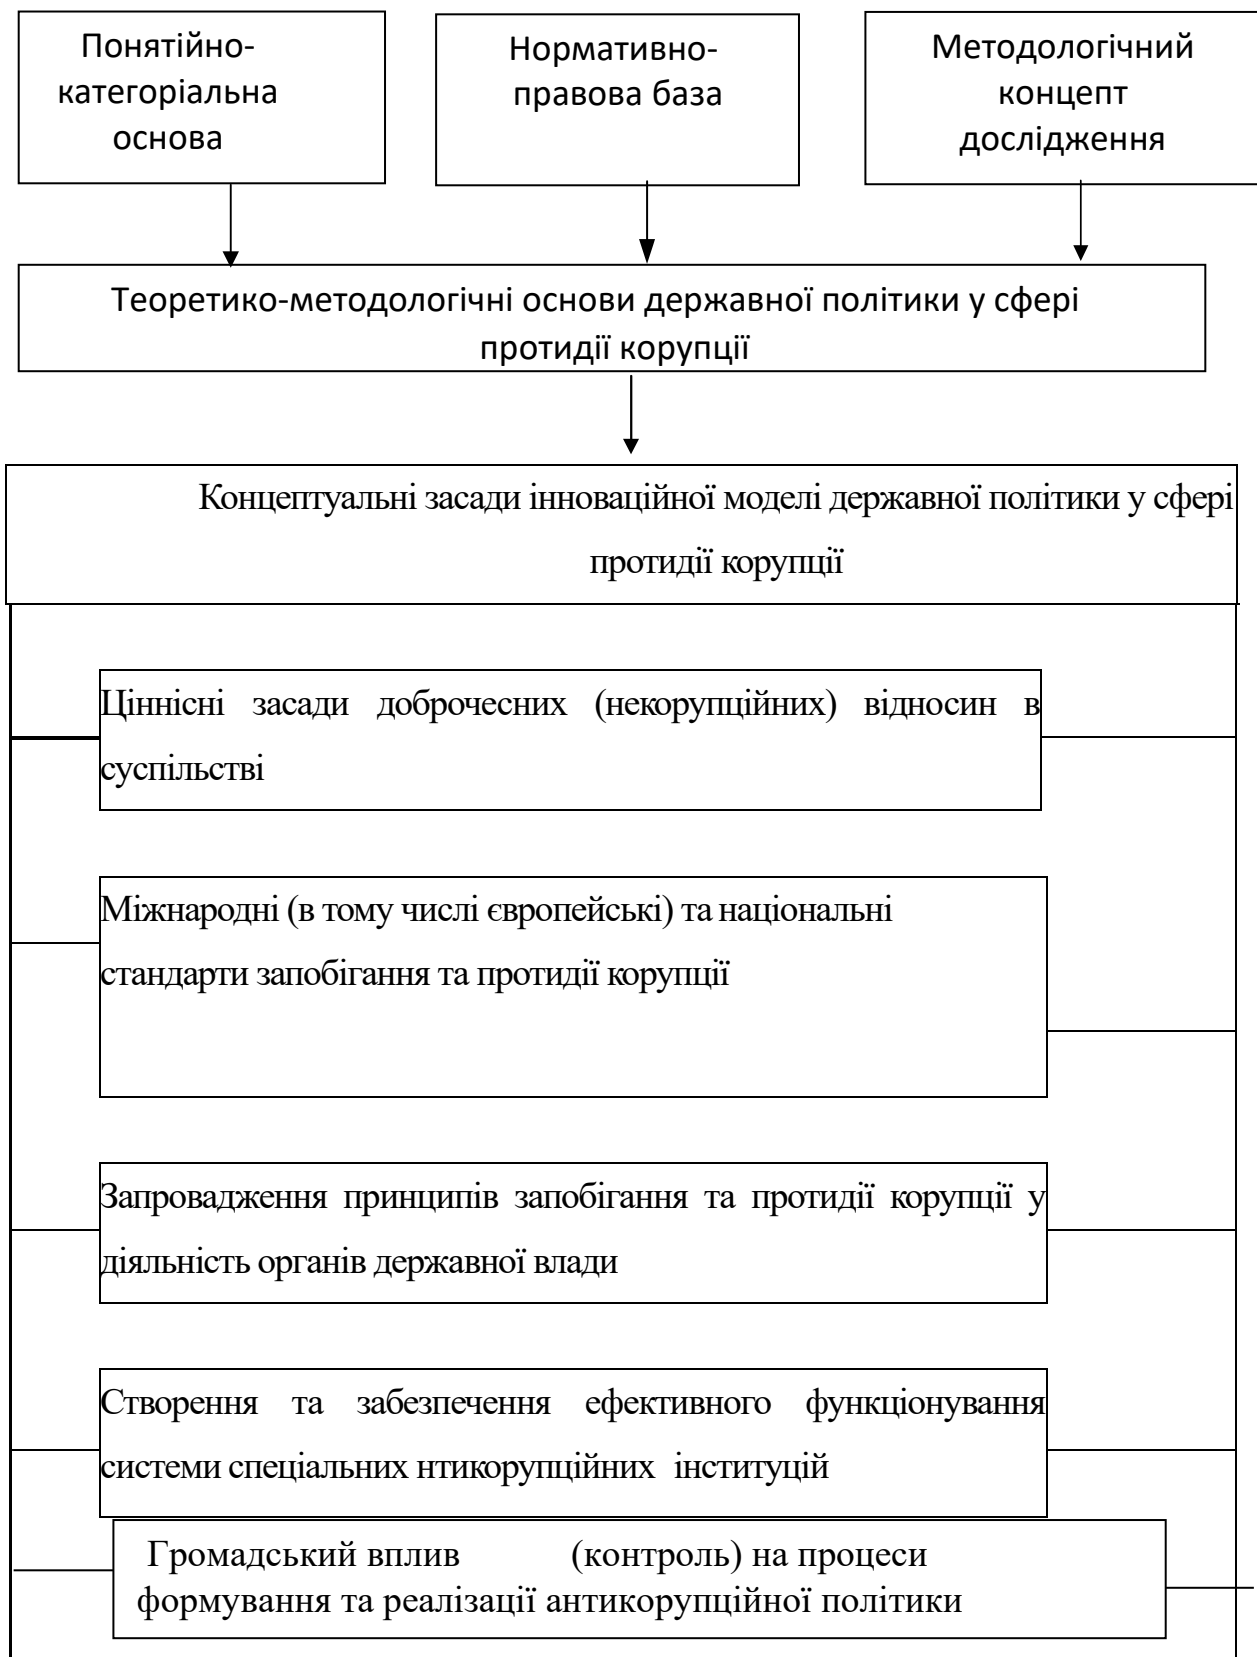 Понятійно-
категоріальна
основа
Нормативно-
правова база
Методологічний
концепт
дослідження
Теоретико-методологічні основи державної політики у сфері
протидії корупції
Концептуальні засади інноваційної моделі державної політики у сфері
протидії корупції
Ціннісні засади доброчесних (некорупційних) відносин в
суспільстві
Міжнародні (в тому числі європейські) та національні
стандарти запобігання та протидії корупції
Запровадження принципів запобігання та протидії корупції у
діяльність органів державної влади
Створення та забезпечення ефективного функціонування
системи спеціальних нтикорупційних інституцій
Громадський вплив (контроль) на процеси
формування та реалізації антикорупційної політики